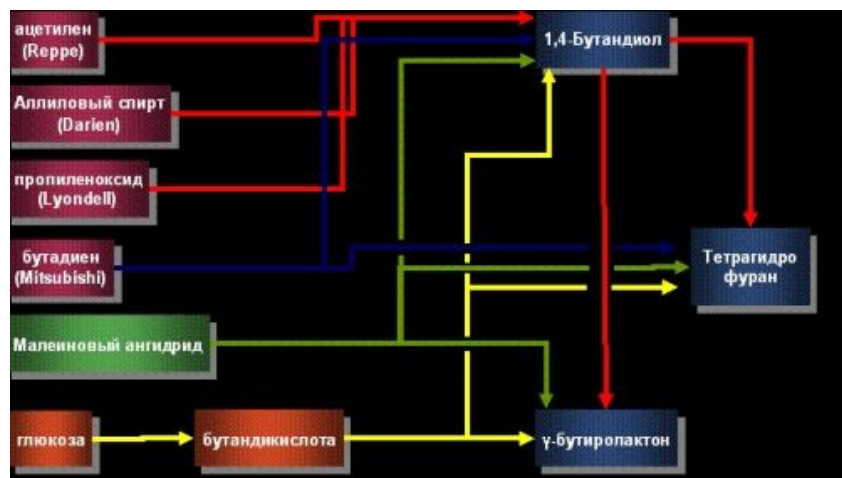 ацетилен
(Reppe)
1,4-Бутандиол
Аллиловый спирт
(Darien)
пропиленоксид
(Lyondell)
бутадиен
(Mitsubishi)
Тетрагидро
фуран
Малеиновый ангидрид
глюкоза
бутандикислота
γ-бутиролактон